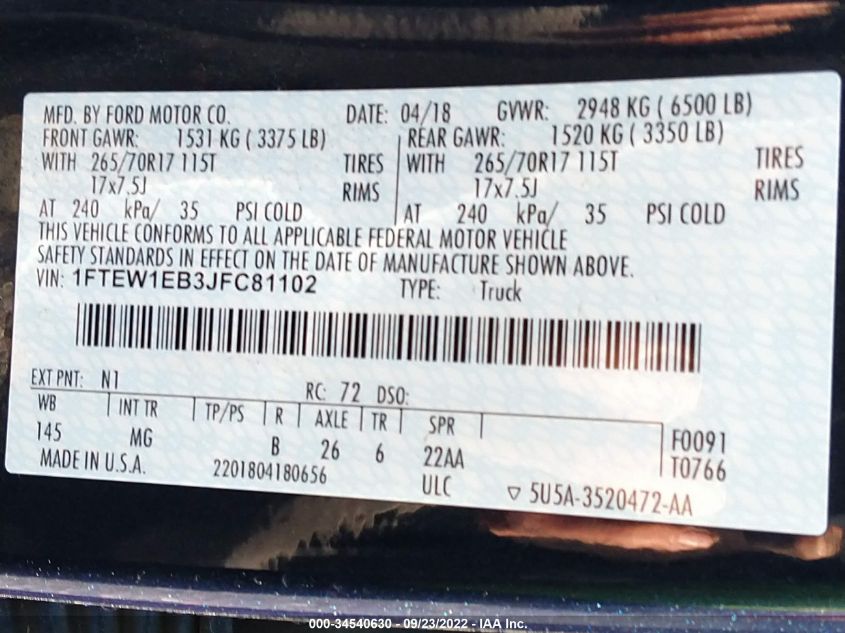 MFD. BY FORD MOTOR CO. DATE: 04/18 GVWR: 2948 KG ( 6500 LB)
FRONT GAWR: 1531 KG ( 3375 LB) REAR GAWR: 1520 KG ( 3350 LB)
WITH 265/70R17 115T TIRES WITH 265/70R17 115T TIRES
17x7.5J RIMS 17x7.5J RIMS
AT 240 kPa/ 35 PSI COLD AT 240 kPa/ 35 PSI COLD
THIS VEHICLE CONFORMS TO ALL APPLICABLE FEDERAL MOTOR VEHICLE
SAFETY STANDARDS IN EFFECT ON THE DATE OF MANUFACTURE SHOWN ABOVE.
VIN: 1FTEW1EB3JFC81102 TYPE: Truck
EXT PNT: N1 RC: 72 DSO:
WB INT TR TP/PS R AXLE TR SPR
145 MG B 26 6 22AA F0091
MADE IN U.S.A. 2201804180656 ULC T0766
▽ 5U5A-3520472-AA
000-34540630 - 09/23/2022 - IAA Inc.